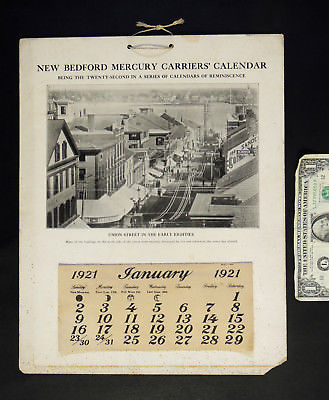 NEW BEDFORD MERCURY CARRIERS' CALENDAR
BEING THE TWENTY-SECOND IN A SERIES OF CALENDARS OF REMINISCENCE
UNION STREET IN THE EARLY EIGHTIES
1921 January 1921
Sunday Monday Tuesday Wednesday Thursday Friday Saturday
1
2 3 4 5 6 7 8
9 10 11 12 13 14 15
16 17 18 19 20 21 22
23/30 24/31 25 26 27 28 29
1